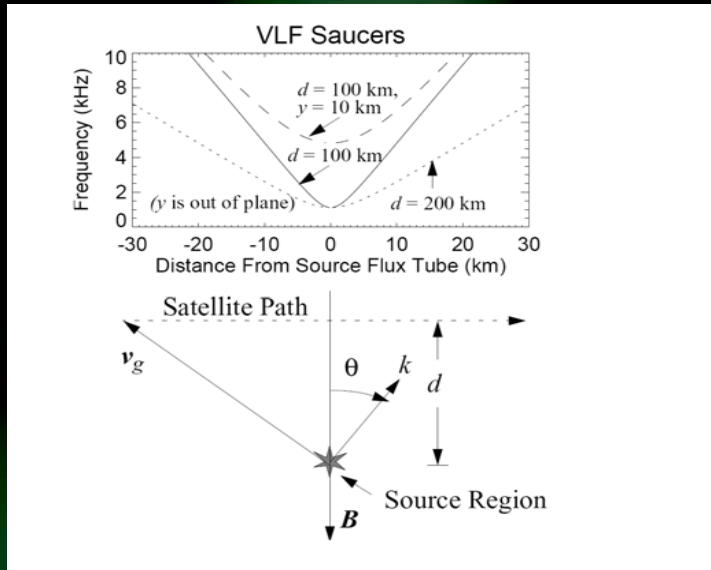 VLF Saucers
Frequency (kHz)
10
8
6
4
2
0
d = 100 km,
y = 10 km
d = 100 km
(y is out of plane)
d = 200 km
-30 -20 -10 0 10 20 30
Distance From Source Flux Tube (km)
Satellite Path
vg
θ
k
d
Source Region
B